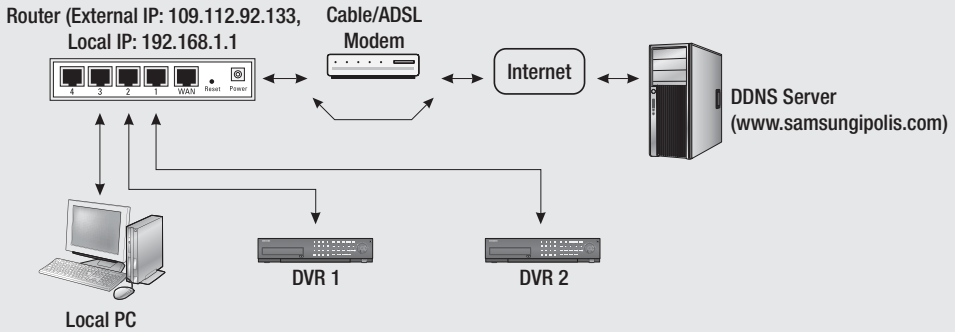 Router (External IP: 109.112.92.133,
Local IP: 192.168.1.1
Cable/ADSL
Modem
Internet
DDNS Server
(www.samsungipolis.com)
4 3 2 1 WAN Reset Power
DVR 1
DVR 2
Local PC